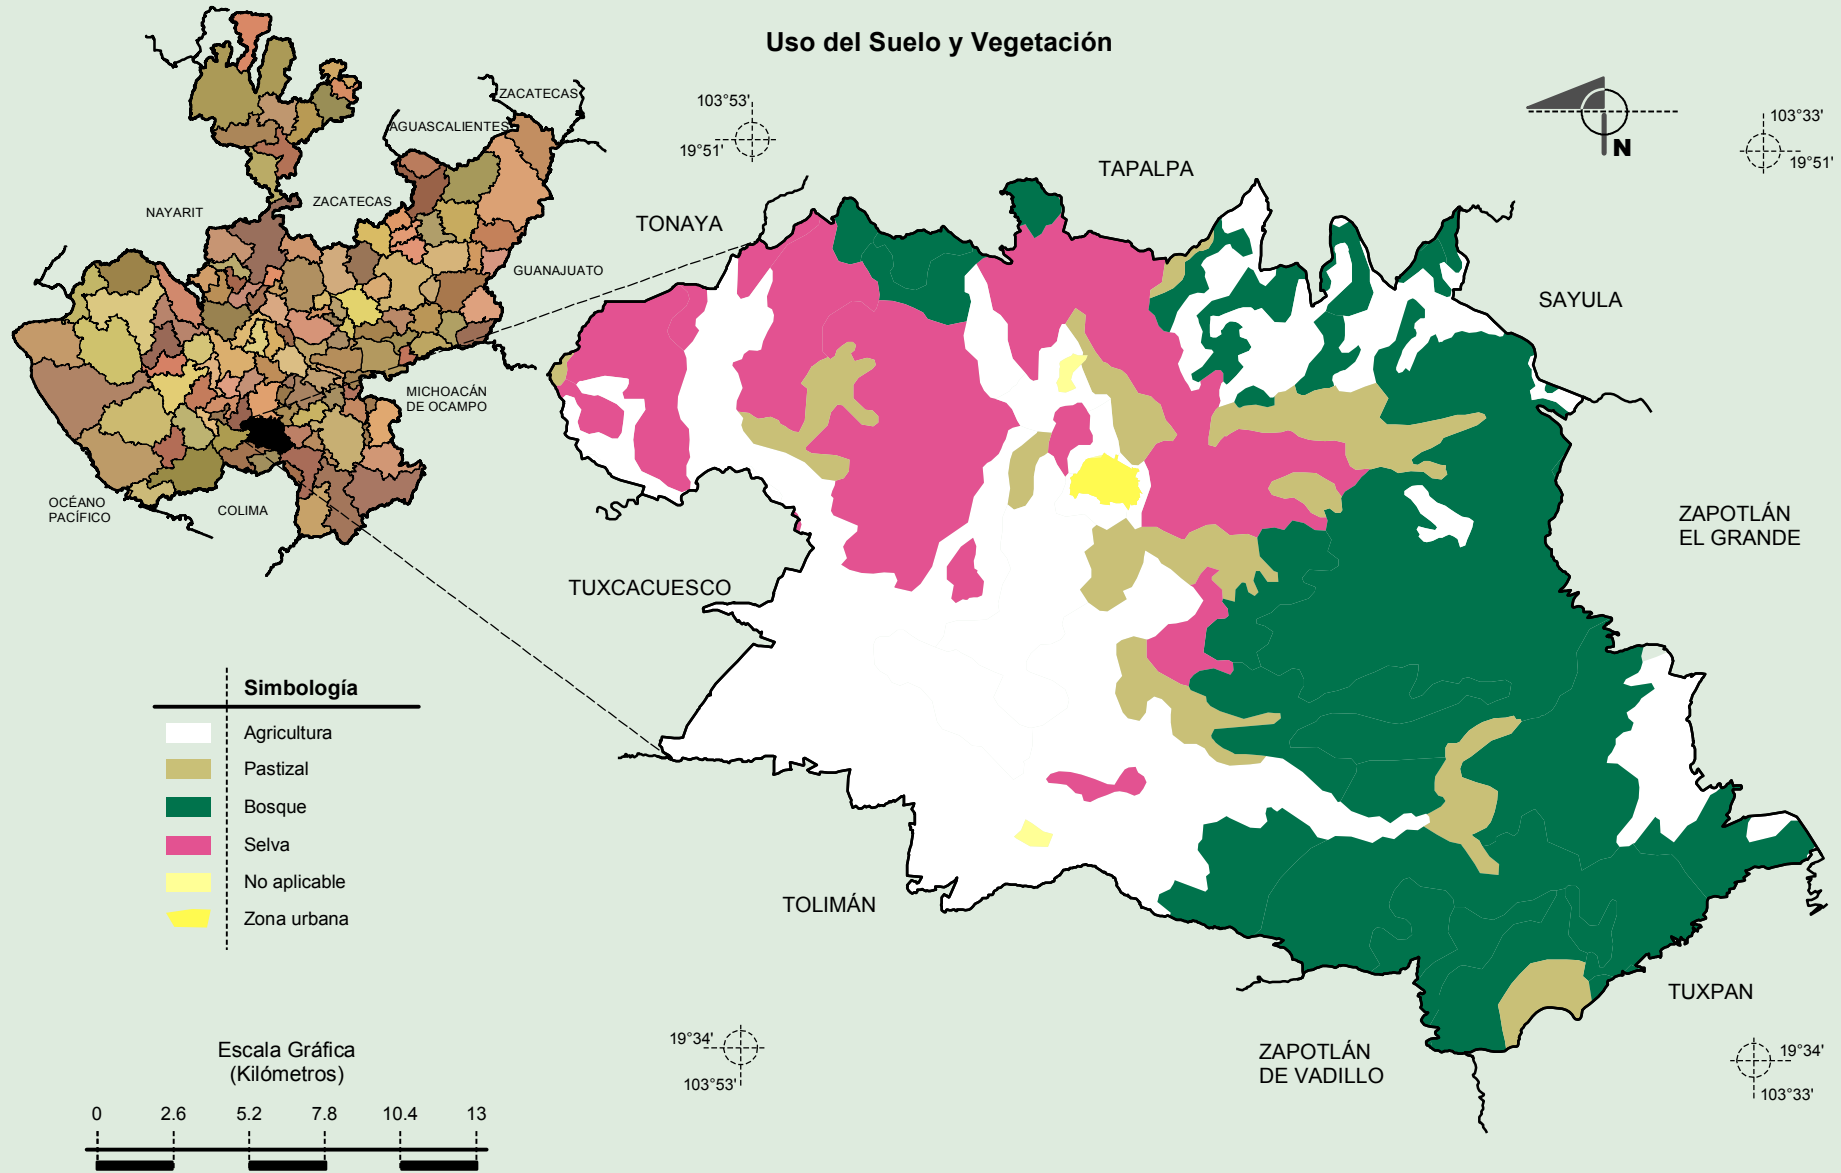 Uso del Suelo y Vegetación
ZACATECAS
AGUASCALIENTES
NAYARIT
ZACATECAS
GUANAJUATO
MICHOACÁN
DE OCAMPO
OCÉANO
PACÍFICO
COLIMA
103°53'
19°51'
103°33'
19°51'
N
TAPALPA
TONAYA
SAYULA
ZAPOTLÁN
EL GRANDE
TUXCACUESCO
TOLIMÁN
TUXPAN
ZAPOTLÁN
DE VADILLO
19°34'
103°53'
19°34'
103°33'
Simbología
Agricultura
Pastizal
Bosque
Selva
No aplicable
Zona urbana
Escala Gráfica
(Kilómetros)
0 2.6 5.2 7.8 10.4 13